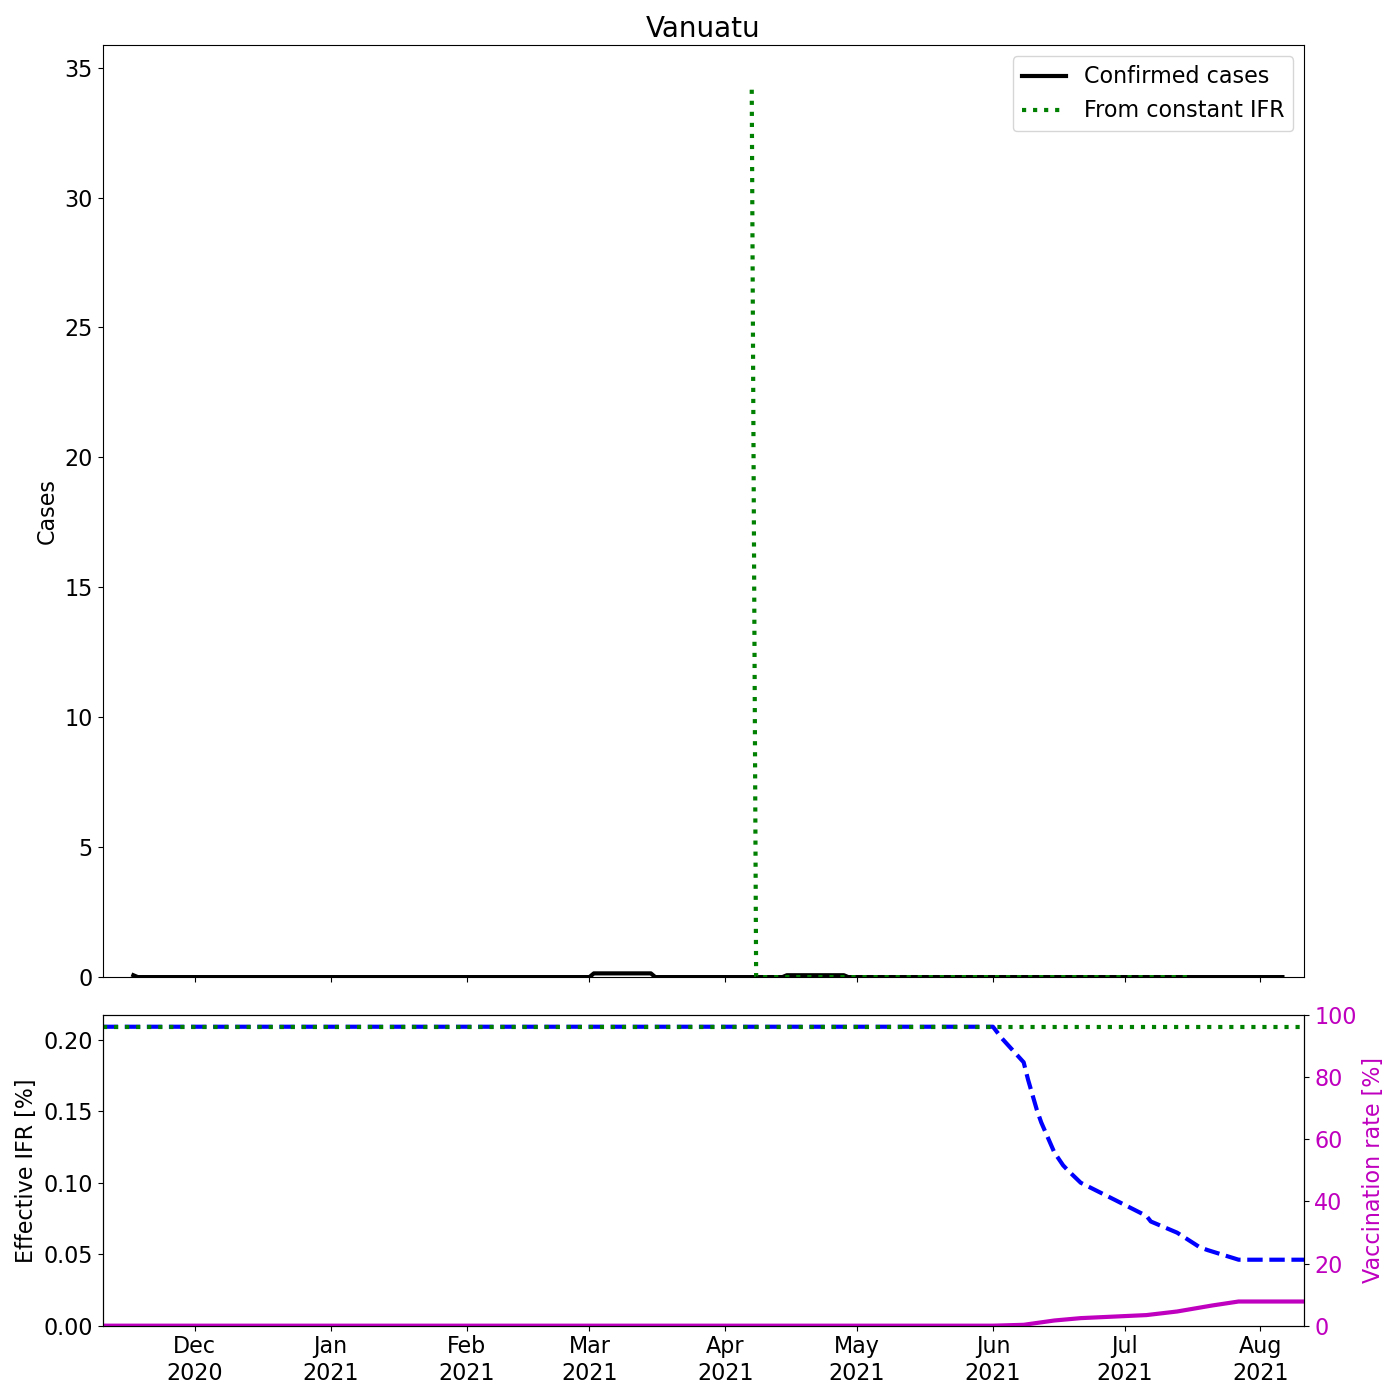 Vanuatu
35
30
25
20
15
10
5
0
Cases
Confirmed cases
From constant IFR
0.20
0.15
0.10
0.05
0.00
Effective IFR [%]
100
80
60
40
20
0
Vaccination rate [%]
Dec
2020
Jan
2021
Feb
2021
Mar
2021
Apr
2021
May
2021
Jun
2021
Jul
2021
Aug
2021